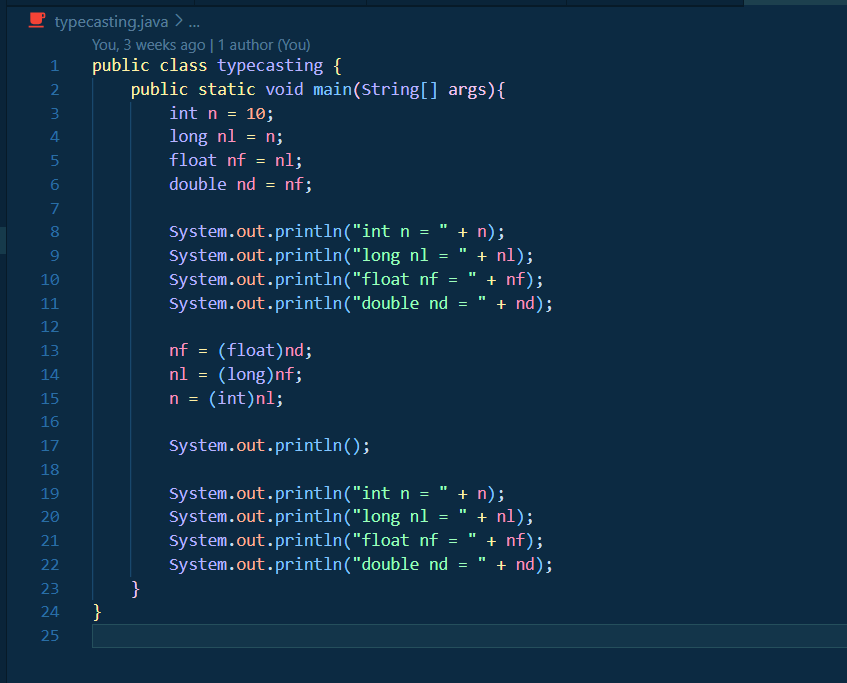 typecasting.java > ...
You, 3 weeks ago | 1 author (You)
1 public class typecasting {
2     public static void main(String[] args){
3         int n = 10;
4         long nl = n;
5         float nf = nl;
6         double nd = nf;
7
8         System.out.println("int n = " + n);
9         System.out.println("long nl = " + nl);
10         System.out.println("float nf = " + nf);
11         System.out.println("double nd = " + nd);
12
13         nf = (float)nd;
14         nl = (long)nf;
15         n = (int)nl;
16
17         System.out.println();
18
19         System.out.println("int n = " + n);
20         System.out.println("long nl = " + nl);
21         System.out.println("float nf = " + nf);
22         System.out.println("double nd = " + nd);
23     }
24 }
25